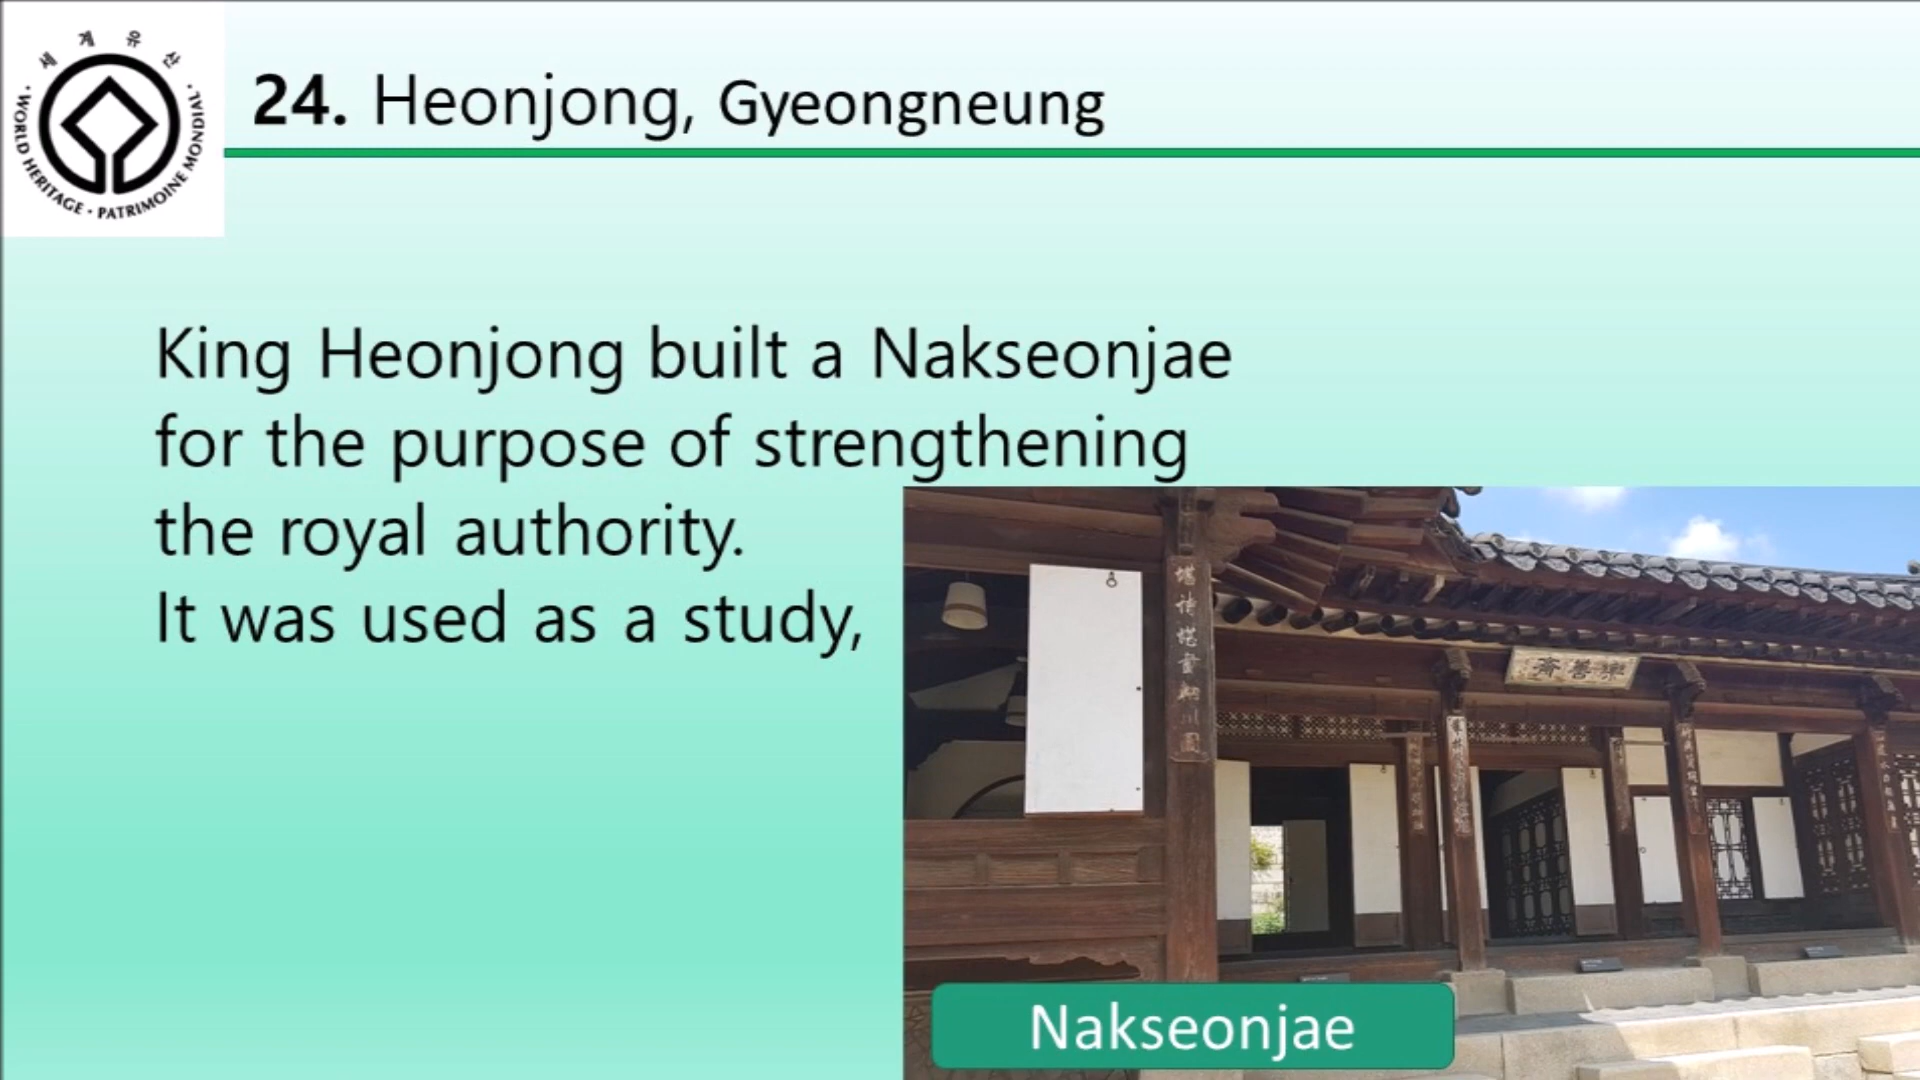 세계유산
· WORLD HERITAGE · PATRIMOINE MONDIAL ·
24. Heonjong, Gyeongneung
King Heonjong built a Nakseonjae
for the purpose of strengthening
the royal authority.
It was used as a study,
樂善齋
Nakseonjae